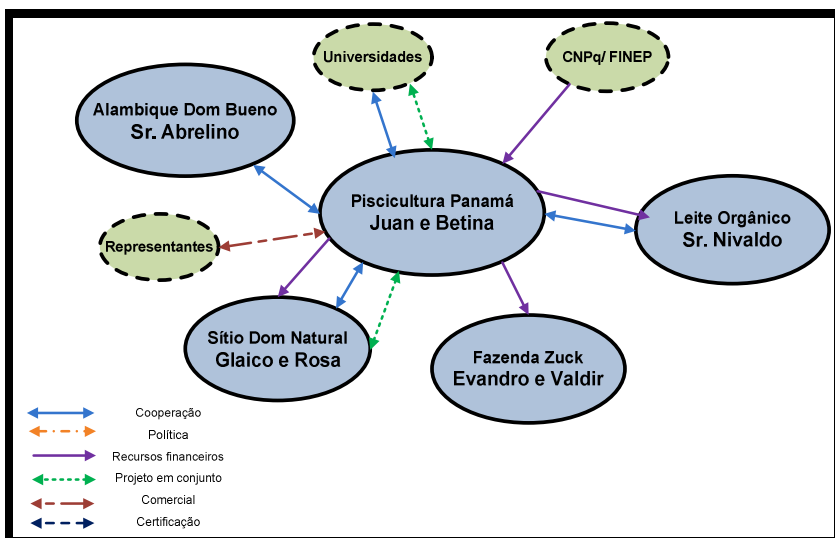 Universidades
CNPq/ FINEP
Alambique Dom Bueno
Sr. Abrelino
Piscicultura Panamá
Juan e Betina
Leite Orgânico
Sr. Nivaldo
Representantes
Sítio Dom Natural
Glaico e Rosa
Fazenda Zuck
Evandro e Valdir
Cooperação
Política
Recursos financeiros
Projeto em conjunto
Comercial
Certificação